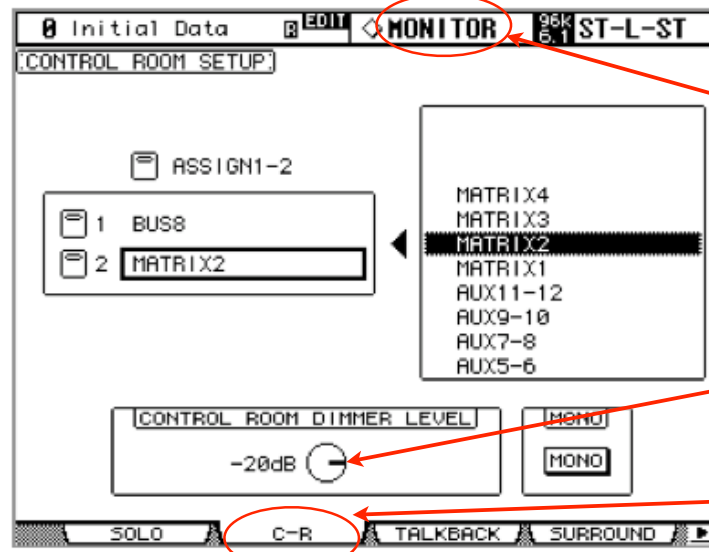 0 Initial Data R EDIT MONITOR 96K 6.1 ST-L-ST
CONTROL ROOM SETUP
ASSIGN1-2
1 BUS8
2 MATRIX2
MATRIX4
MATRIX3
MATRIX2
MATRIX1
AUX11-12
AUX9-10
AUX7-8
AUX5-6
CONTROL ROOM DIMMER LEVEL
-20dB
MONO
MONO
SOLO C-R TALKBACK SURROUND